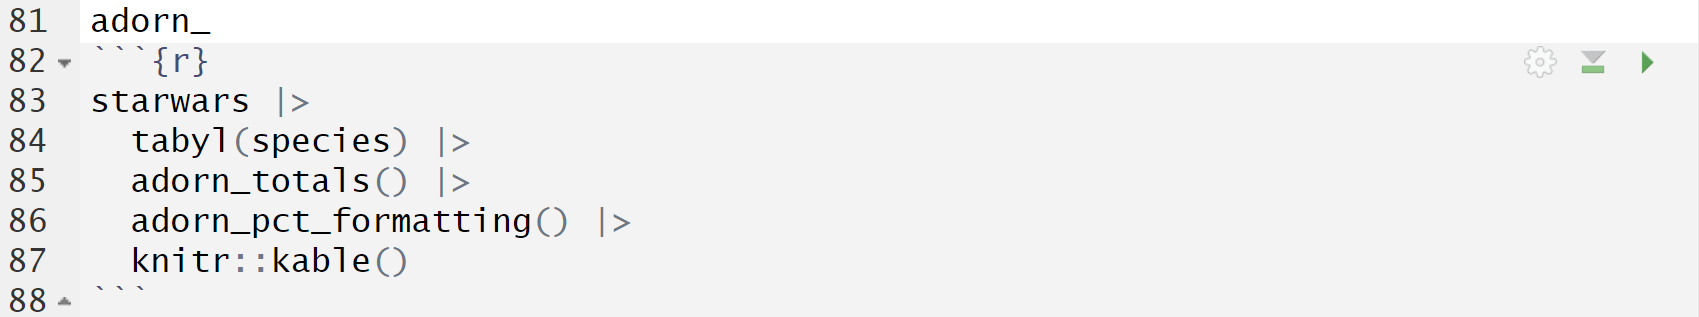 81 adorn_
82 ```{r}
83 starwars |>
84   tabyl(species) |>
85   adorn_totals() |>
86   adorn_pct_formatting() |>
87   knitr::kable()
88 ```